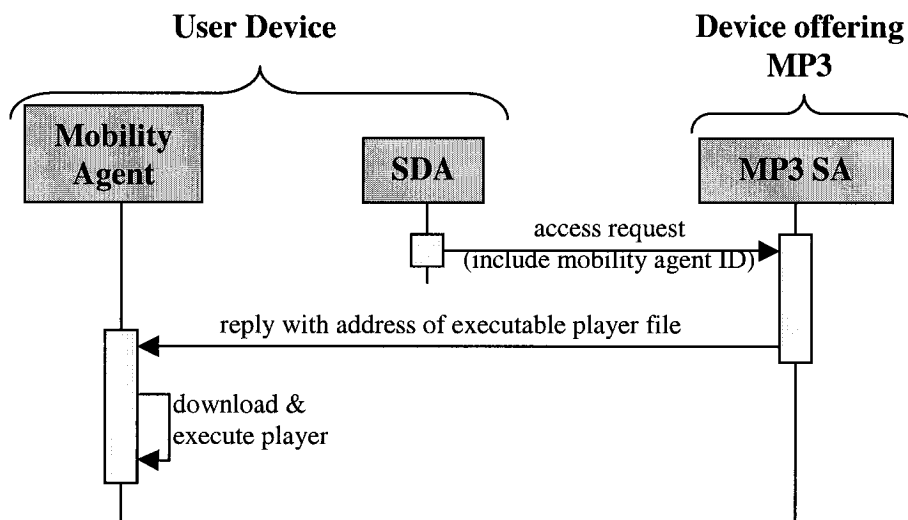 User Device
Device offering
MP3
Mobility
Agent
SDA
MP3 SA
access request
(include mobility agent ID)
reply with address of executable player file
download &
execute player